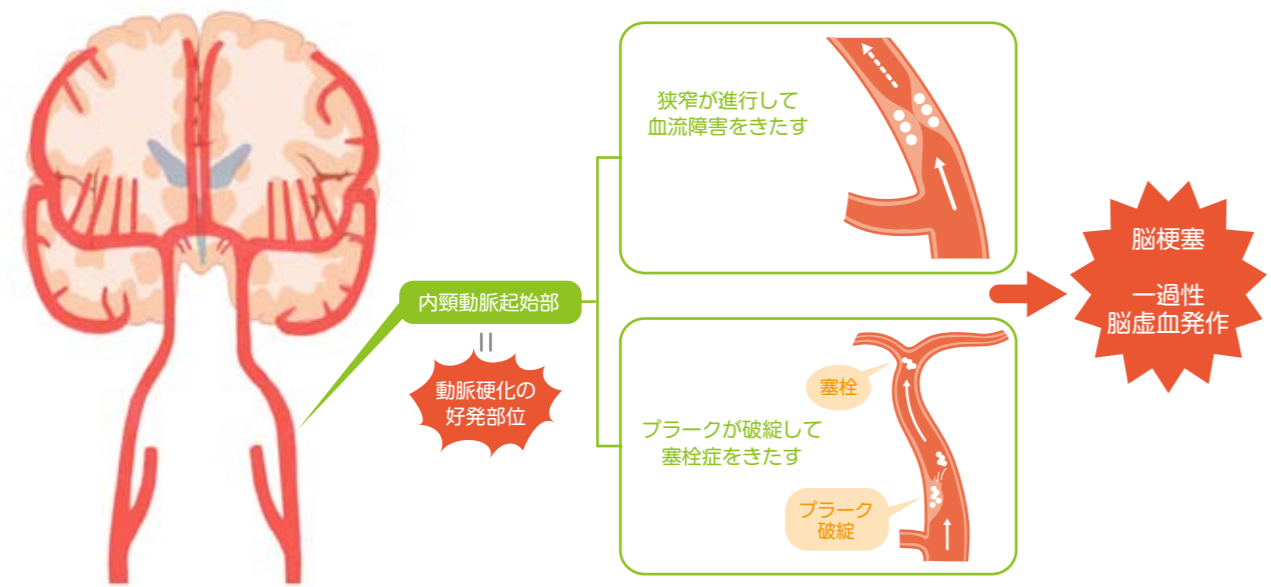 狭窄が進行して
血流障害をきたす
内頸動脈起始部
=
動脈硬化の
好発部位
塞栓
プラークが破綻して
塞栓症をきたす
プラーク
破綻
脳梗塞
一過性
脳虚血発作